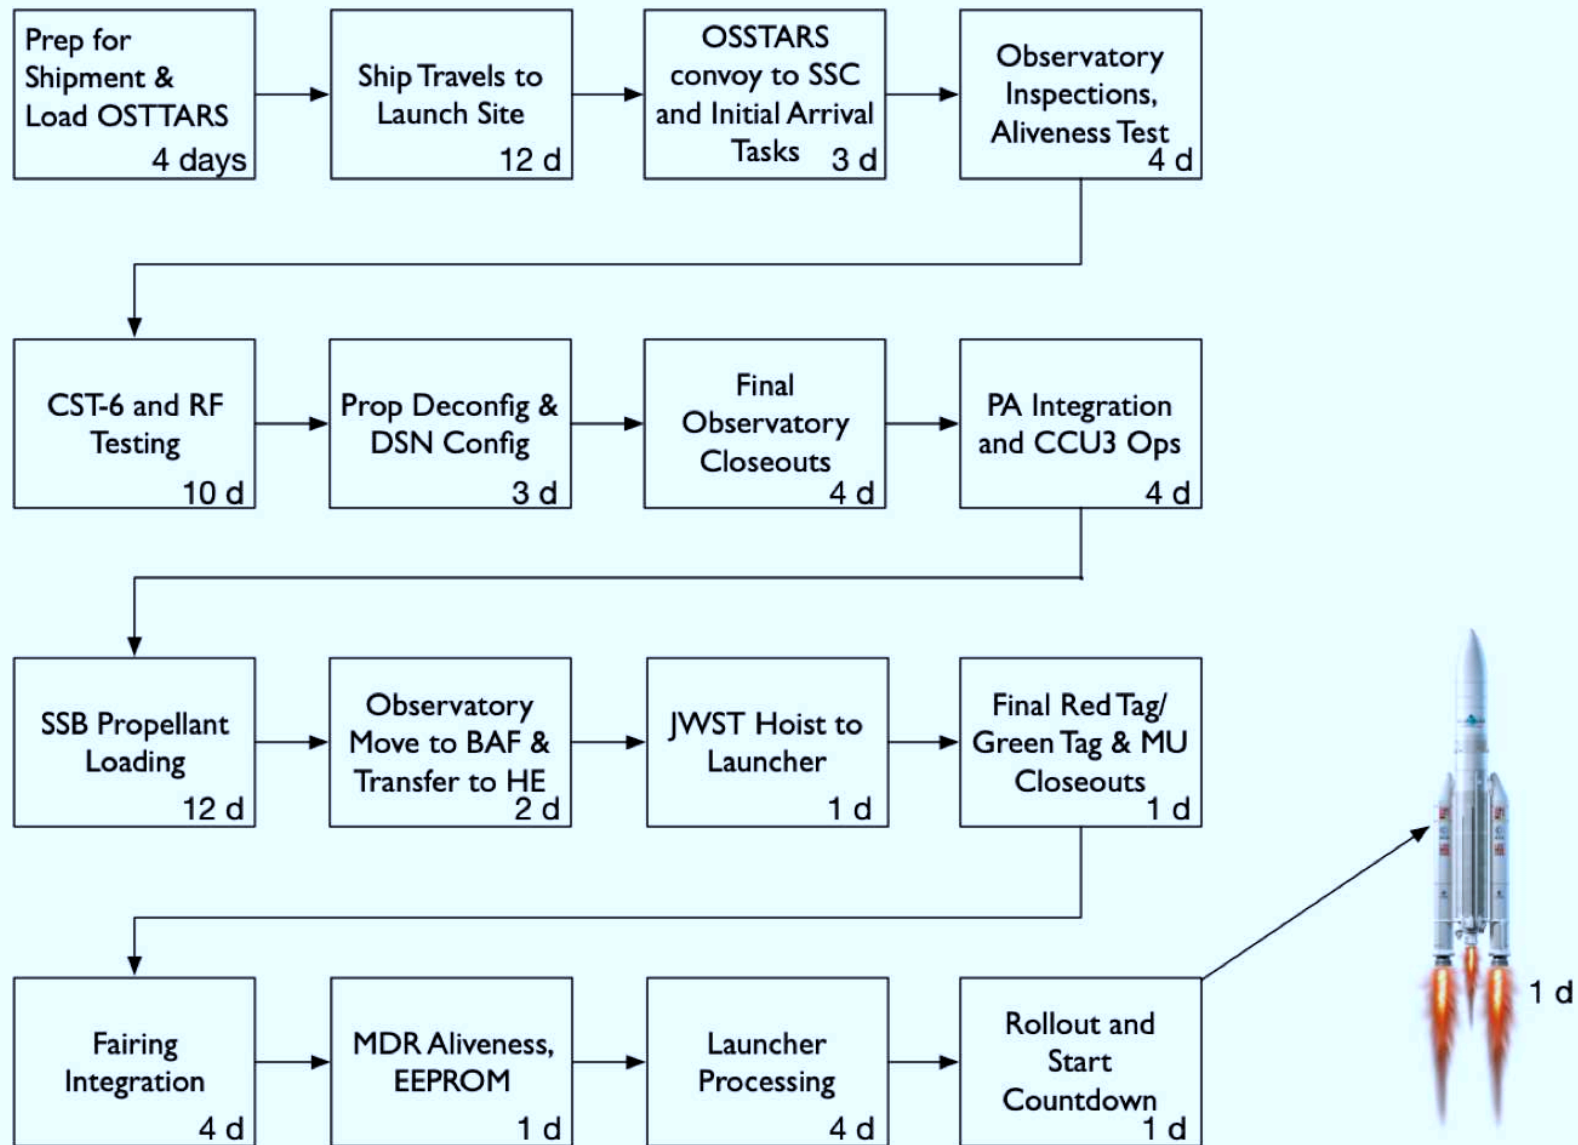 Prep for
Shipment &
Load OSTTARS
4 days
Ship Travels to
Launch Site
12 d
OSSTARS
convoy to SSC
and Initial Arrival
Tasks
3 d
Observatory
Inspections,
Aliveness Test
4 d
CST-6 and RF
Testing
10 d
Prop Deconfig &
DSN Config
3 d
Final
Observatory
Closeouts
4 d
PA Integration
and CCU3 Ops
4 d
SSB Propellant
Loading
12 d
Observatory
Move to BAF &
Transfer to HE
2 d
JWST Hoist to
Launcher
1 d
Final Red Tag/
Green Tag & MU
Closeouts
1 d
Fairing
Integration
4 d
MDR Aliveness,
EEPROM
1 d
Launcher
Processing
4 d
Rollout and
Start
Countdown
1 d
1 d